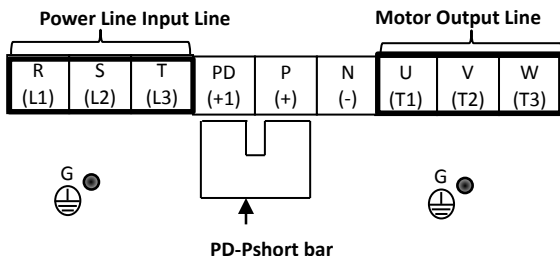 Power Line Input Line
Motor Output Line
R S T PD P N U V W
(L1) (L2) (L3) (+1) (+) (-) (T1) (T2) (T3)
G
G
PD-Pshort bar